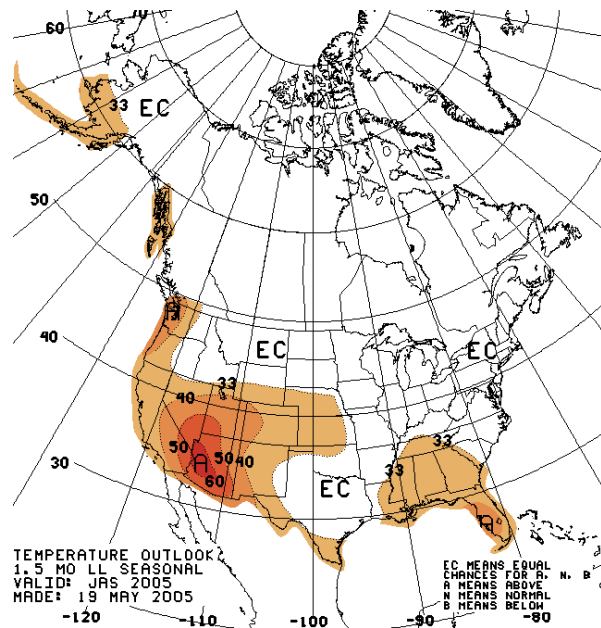 60
70
33
EC
50
A
40
EC
EC
33
40
33
50
50
40
33
A
30
60
EC
A
TEMPERATURE OUTLOOK
1.5 MO LL SEASONAL
VALID: JAS 2005
MADE: 19 MAY 2005
EC MEANS EQUAL
CHANCES FOR A, N, B
A MEANS ABOVE
N MEANS NORMAL
B MEANS BELOW
-120
-110
-100
-90
-80